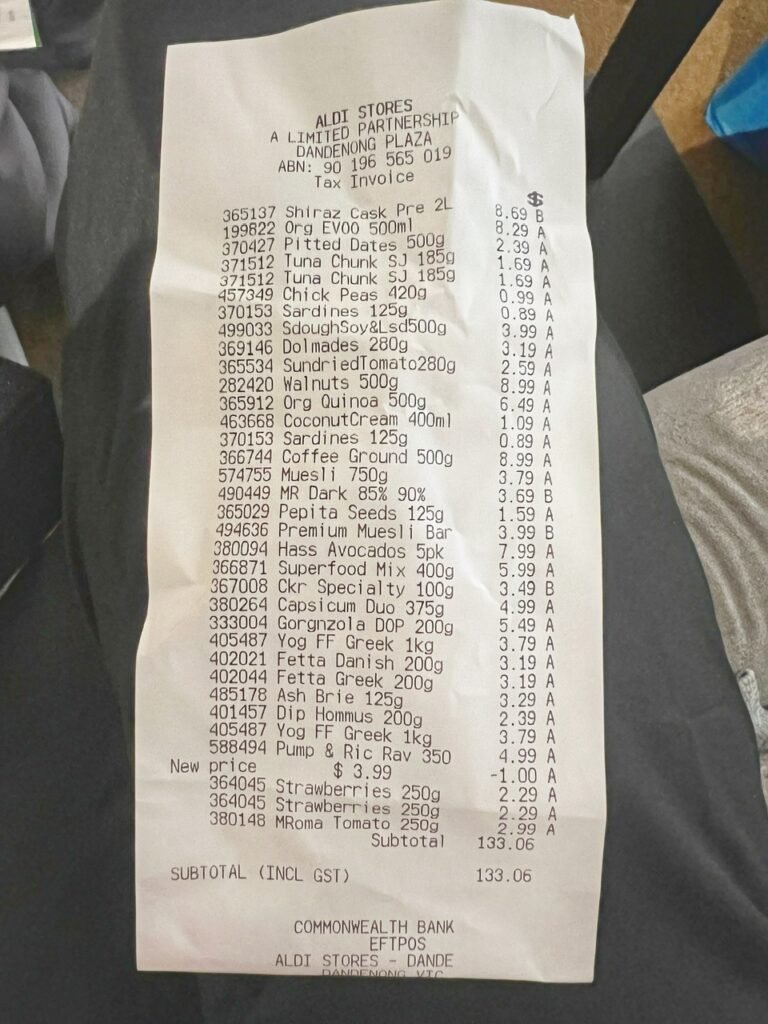 ALDI STORES
A LIMITED PARTNERSHIP
DANDENONG PLAZA
ABN: 90 196 565 019
Tax Invoice
$
365137 Shiraz Cask Pre 2L 8.69 B
199822 Org EVOO 500ml 8.29 A
370427 Pitted Dates 500g 2.39 A
371512 Tuna Chunk SJ 185g 1.69 A
371512 Tuna Chunk SJ 185g 1.69 A
457349 Chick Peas 420g 0.99 A
370153 Sardines 125g 0.89 A
499033 SdoughSoy&Lsd500g 3.99 A
369146 Dolmades 280g 3.19 A
365534 SundriedTomato280g 2.59 A
282420 Walnuts 500g 8.99 A
365912 Org Quinoa 500g 6.49 A
463668 CoconutCream 400ml 1.09 A
370153 Sardines 125g 0.89 A
366744 Coffee Ground 500g 8.99 A
574755 Muesli 750g 3.79 A
490449 MR Dark 85% 90% 3.69 B
365029 Pepita Seeds 125g 1.59 A
494636 Premium Muesli Bar 3.99 B
380094 Hass Avocados 5pk 7.99 A
366871 Superfood Mix 400g 5.99 A
367008 Ckr Specialty 100g 3.49 B
380264 Capsicum Duo 375g 4.99 A
333004 Gorgnzola DOP 200g 5.49 A
405487 Yog FF Greek 1kg 3.79 A
402021 Fetta Danish 200g 3.19 A
402044 Fetta Greek 200g 3.19 A
485178 Ash Brie 125g 3.29 A
401457 Dip Hommus 200g 2.39 A
405487 Yog FF Greek 1kg 3.79 A
588494 Pump & Ric Rav 350 4.99 A
New price $ 3.99 -1.00 A
364045 Strawberries 250g 2.29 A
364045 Strawberries 250g 2.29 A
380148 MRoma Tomato 250g 2.99 A
Subtotal 133.06
SUBTOTAL (INCL GST) 133.06
COMMONWEALTH BANK
EFTPOS
ALDI STORES - DANDE
DANDENONG VIC